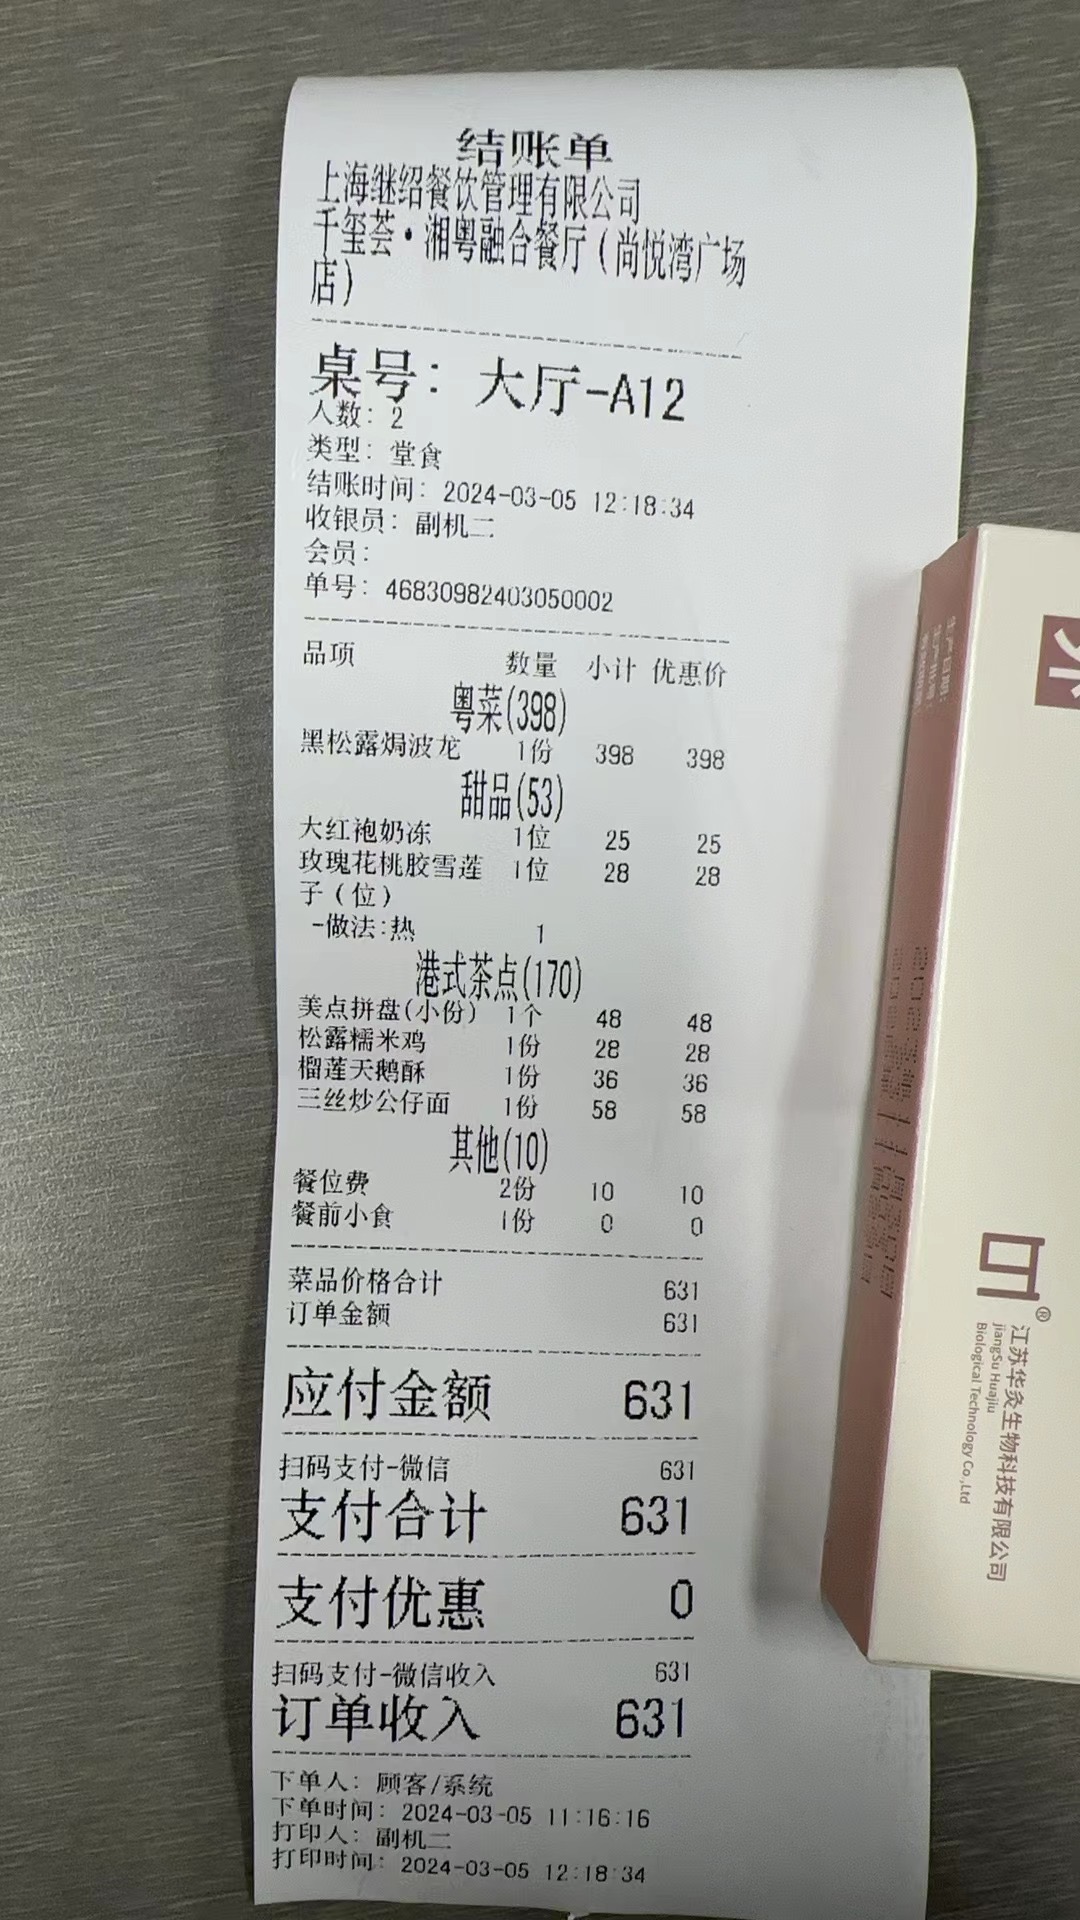 结账单
上海继绍餐饮管理有限公司
千玺荟·湘粤融合餐厅(尚悦湾广场
店)
桌号: 大厅-A12
人数: 2
类型: 堂食
结账时间: 2024-03-05 12:18:34
收银员: 副机二
会员:
单号: 46830982403050002
品项 数量 小计 优惠价
粤菜(398)
黑松露焗波龙 1份 398 398
甜品(53)
大红袍奶冻 1位 25 25
玫瑰花桃胶雪莲 1位 28 28
子(位)
-做法:热 1
港式茶点(170)
美点拼盘(小份) 1个 48 48
松露糯米鸡 1份 28 28
榴莲天鹅酥 1份 36 36
三丝炒公仔面 1份 58 58
其他(10)
餐位费 2份 10 10
餐前小食 1份 0 0
菜品价格合计 631
订单金额 631
应付金额 631
扫码支付-微信 631
支付合计 631
支付优惠 0
扫码支付-微信收入 631
订单收入 631
下单人: 顾客/系统
下单时间: 2024-03-05 11:16:16
打印人: 副机二
打印时间: 2024-03-05 12:18:34
江苏华灸生物科技有限公司
JiangSu Huajiu
Biological Technology Co.,Ltd